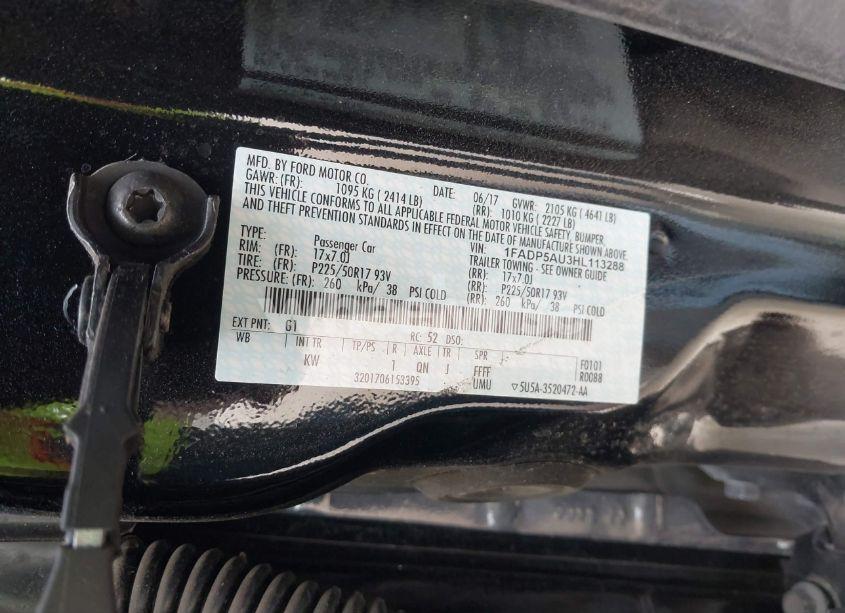 MFD. BY FORD MOTOR CO. DATE: 06/17 GVWR: 2105 KG ( 4641 LB)
GAWR: (FR): 1095 KG ( 2414 LB) (RR): 1010 KG ( 2227 LB)
THIS VEHICLE CONFORMS TO ALL APPLICABLE FEDERAL MOTOR VEHICLE SAFETY, BUMPER,
AND THEFT PREVENTION STANDARDS IN EFFECT ON THE DATE OF MANUFACTURE SHOWN ABOVE.
VIN: 1FADP5AU3HL113288
TYPE: Passenger Car TRAILER TOWING - SEE OWNER GUIDE
RIM: (FR): 17x7.0J (RR): 17x7.0J
TIRE: (FR): P225/50R17 93V (RR): P225/50R17 93V
PRESSURE: (FR): 260 kPa/ 38 PSI COLD (RR): 260 kPa/ 38 PSI COLD
EXT PNT: G1 RC: 52 DSO:
WB INT TR TP/PS R AXLE TR SPR
KW 1 QN J FFFF F0101
3201706153395 UMU R0088
5U5A-3520472-AA